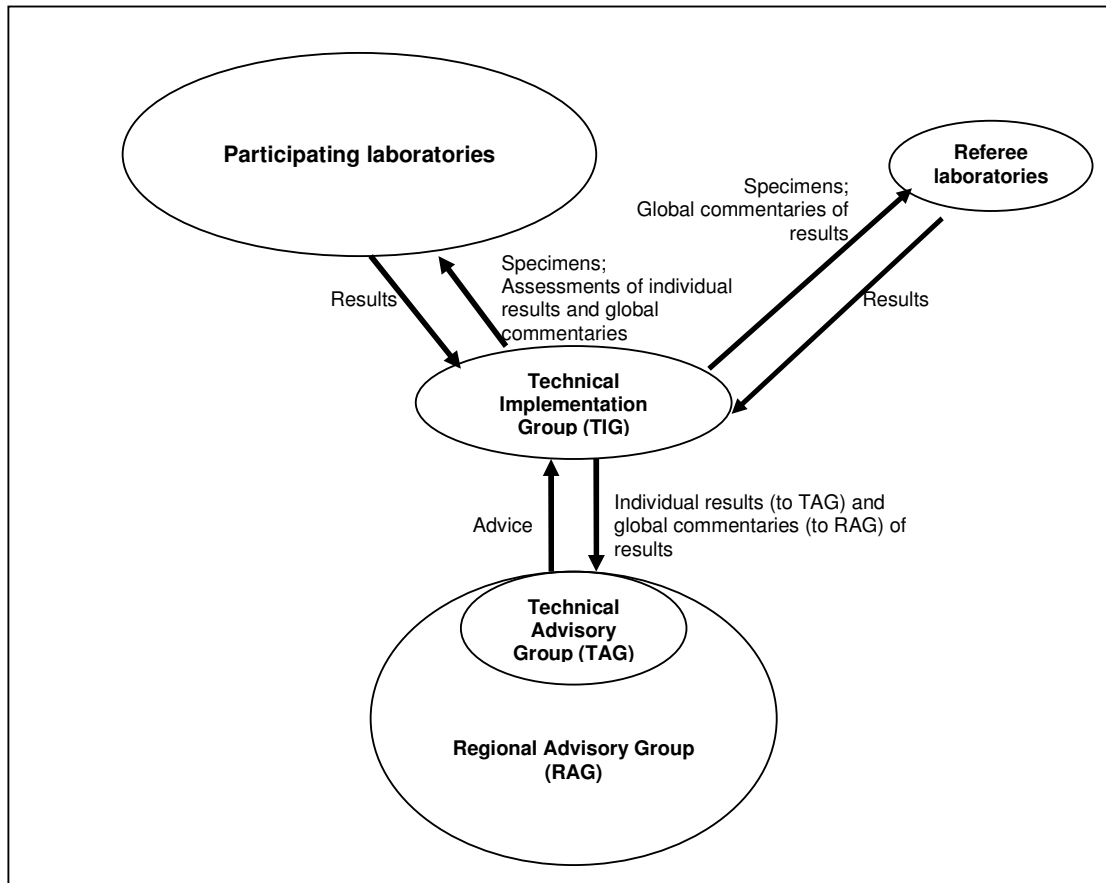 Participating laboratories
Referee
laboratories
Specimens;
Global commentaries of
results
Specimens;
Assessments of individual
results and global
commentaries
Results
Results
Technical
Implementation
Group (TIG)
Individual results (to TAG) and
global commentaries (to RAG) of
results
Advice
Technical
Advisory
Group (TAG)
Regional Advisory Group
(RAG)